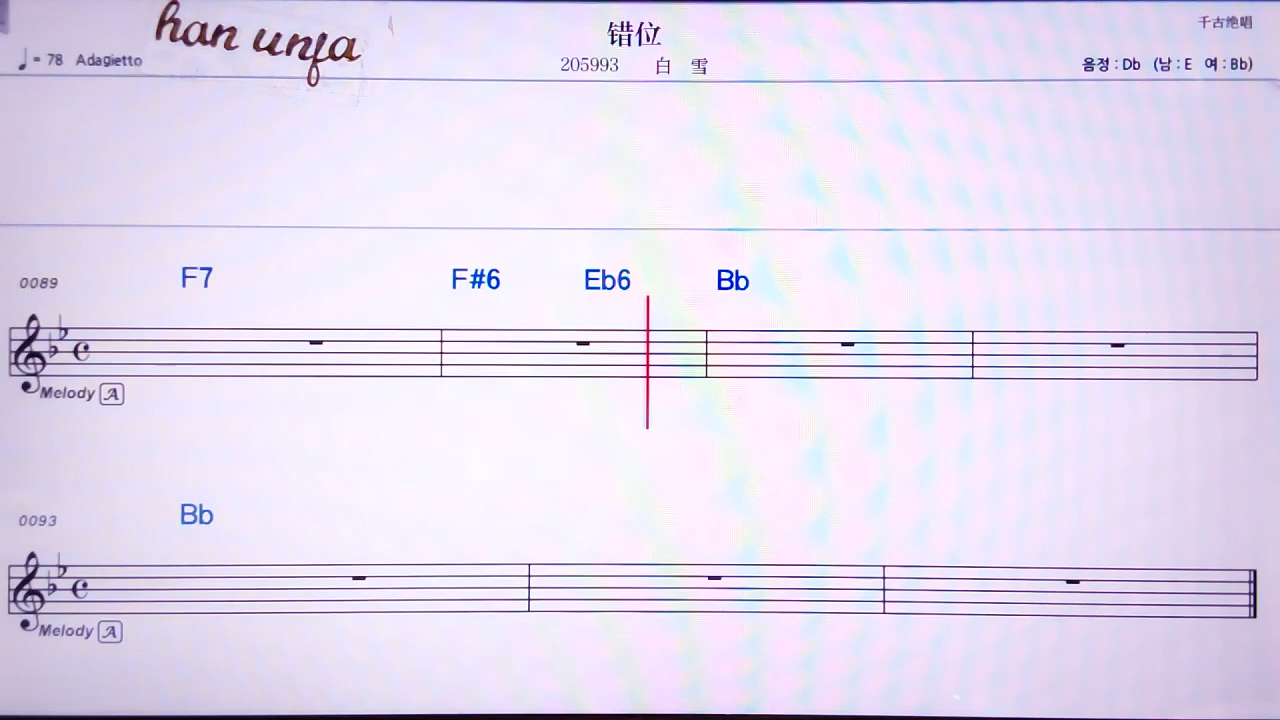 han unfa
错位
千古绝唱
♩= 78 Adagietto
205993 白 雪
음정 : Db (남 : E 여 : Bb)
0089 F7 F#6 Eb6 Bb
Melody A
0093 Bb
Melody A